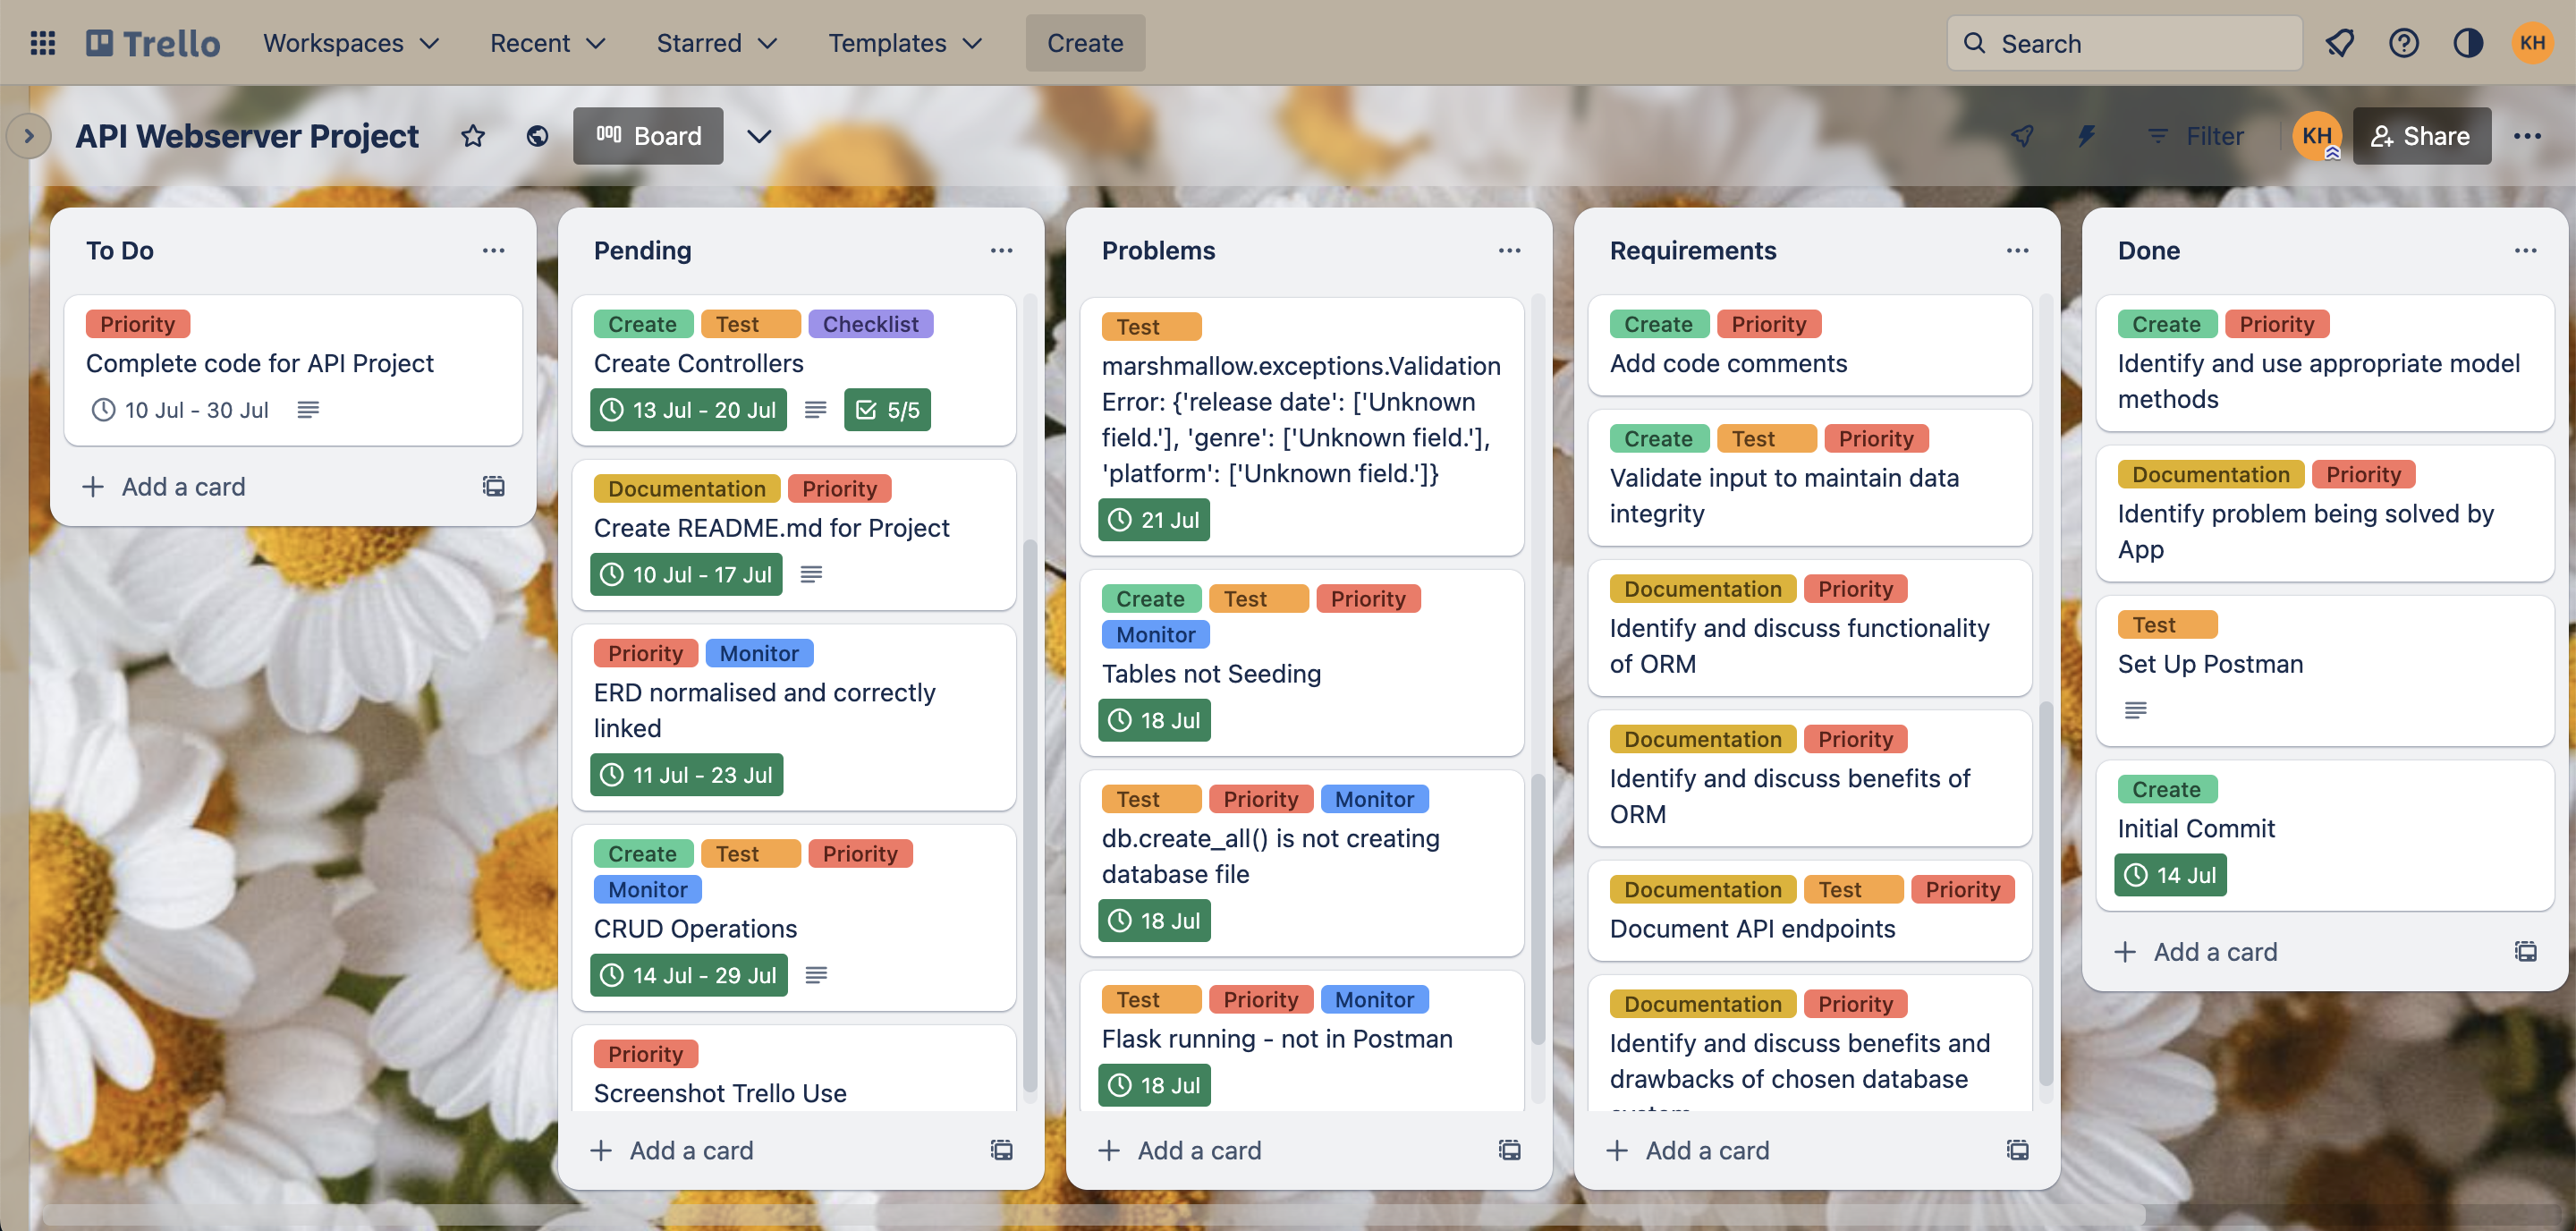 Trello
Workspaces
Recent
Starred
Templates
Create
Search
KH
API Webserver Project
Board
Filter
KH
Share
To Do
Priority
Complete code for API Project
10 Jul - 30 Jul
Add a card
Pending
Create Test Checklist
Create Controllers
13 Jul - 20 Jul 5/5
Documentation Priority
Create README.md for Project
10 Jul - 17 Jul
Priority Monitor
ERD normalised and correctly
linked
11 Jul - 23 Jul
Create Test Priority
Monitor
CRUD Operations
14 Jul - 29 Jul
Priority
Screenshot Trello Use
Add a card
Problems
Test
marshmallow.exceptions.Validation
Error: {'release date': ['Unknown
field.'], 'genre': ['Unknown field.'],
'platform': ['Unknown field.']}
21 Jul
Create Test Priority
Monitor
Tables not Seeding
18 Jul
Test Priority Monitor
db.create_all() is not creating
database file
18 Jul
Test Priority Monitor
Flask running - not in Postman
18 Jul
Add a card
Requirements
Create Priority
Add code comments
Create Test Priority
Validate input to maintain data
integrity
Documentation Priority
Identify and discuss functionality
of ORM
Documentation Priority
Identify and discuss benefits of
ORM
Documentation Test Priority
Document API endpoints
Documentation Priority
Identify and discuss benefits and
drawbacks of chosen database
Add a card
Done
Create Priority
Identify and use appropriate model
methods
Documentation Priority
Identify problem being solved by
App
Test
Set Up Postman
Create
Initial Commit
14 Jul
Add a card